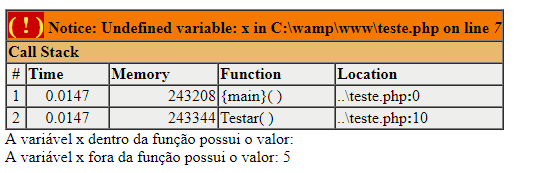 ( ! ) Notice: Undefined variable: x in C:\wamp\www\teste.php on line 7
Call Stack
# Time Memory Function Location
1 0.0147 243208 {main}( ) ..\teste.php:0
2 0.0147 243344 Testar( ) ..\teste.php:10
A variável x dentro da função possui o valor:
A variável x fora da função possui o valor: 5